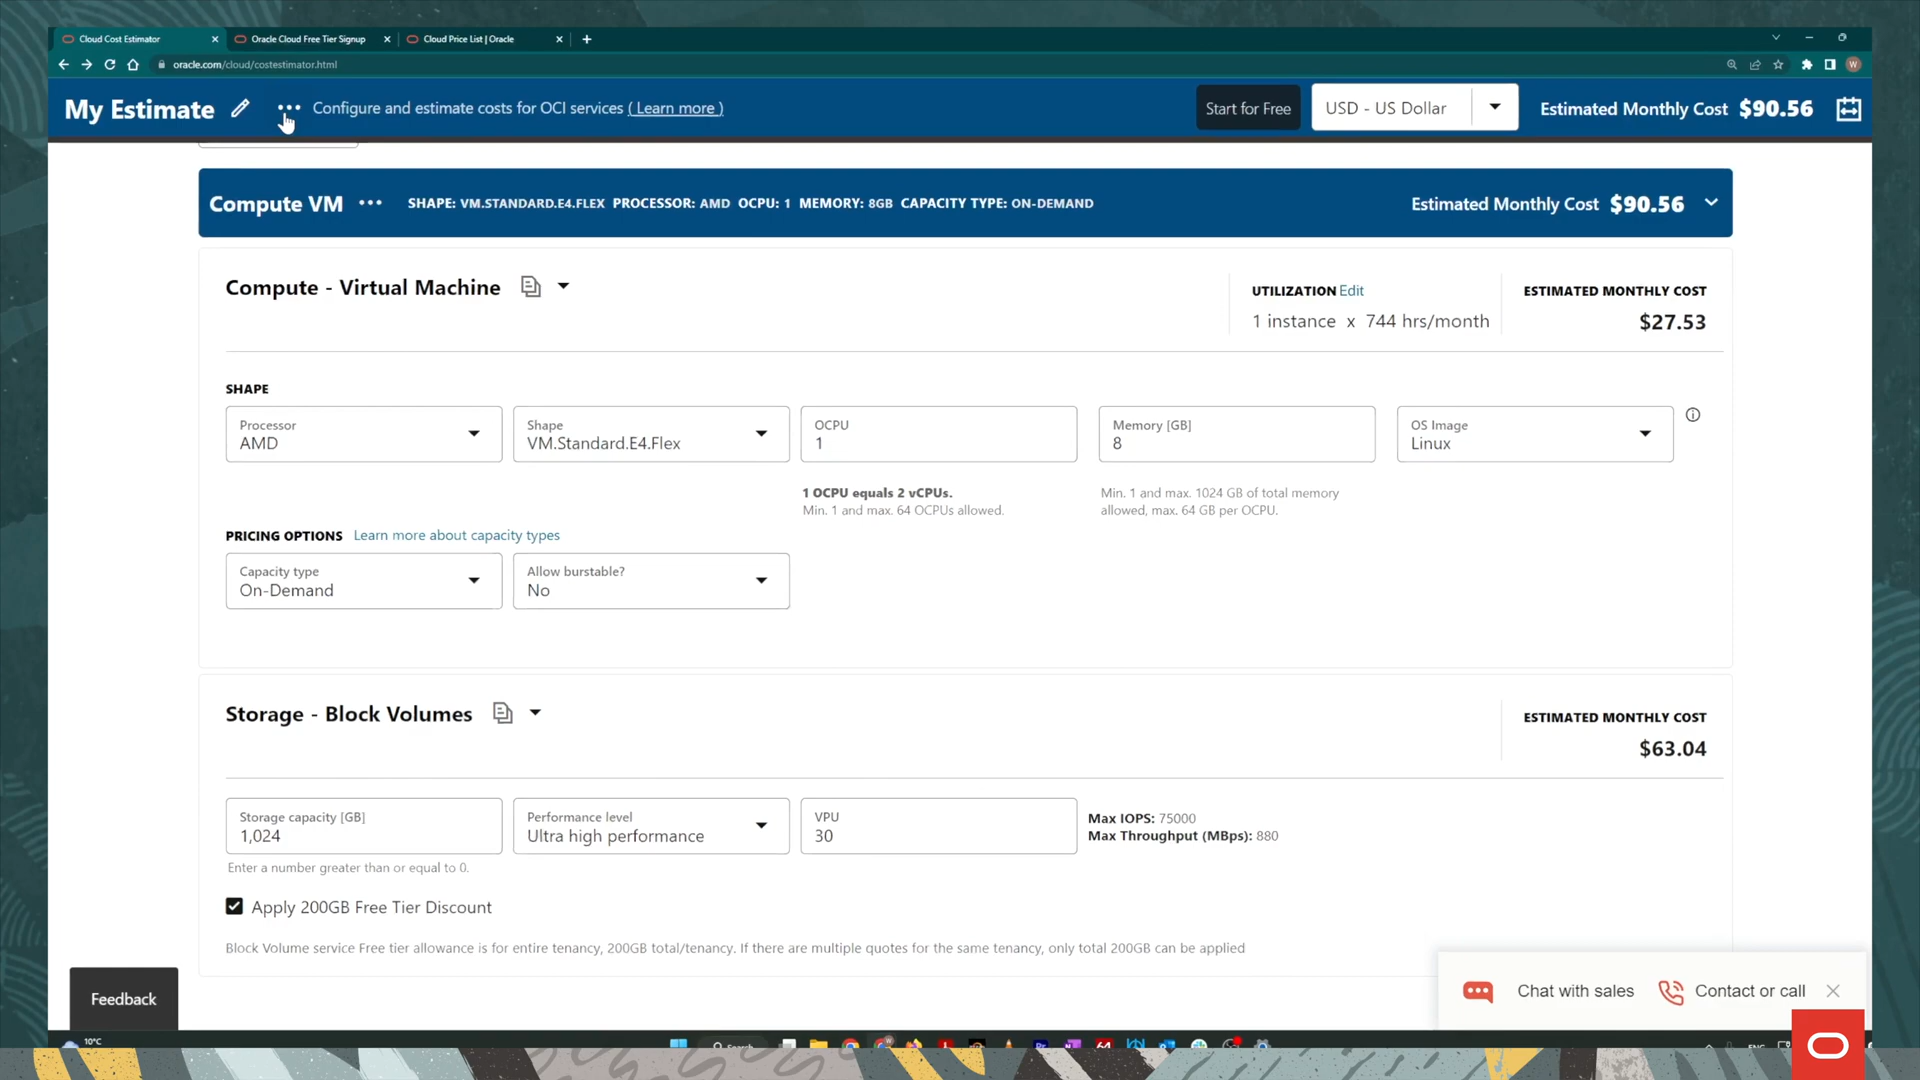 Cloud Cost Estimator
Oracle Cloud Free Tier Signup
Cloud Price List | Oracle
oracle.com/cloud/costestimator.html
W
My Estimate
Configure and estimate costs for OCI services ( Learn more )
Start for Free
USD - US Dollar
Estimated Monthly Cost $90.56
Compute VM
SHAPE: VM.STANDARD.E4.FLEX PROCESSOR: AMD OCPU: 1 MEMORY: 8GB CAPACITY TYPE: ON-DEMAND
Estimated Monthly Cost $90.56
Compute - Virtual Machine
UTILIZATION Edit
1 instance x 744 hrs/month
ESTIMATED MONTHLY COST
$27.53
SHAPE
Processor
AMD
Shape
VM.Standard.E4.Flex
OCPU
1
Memory [GB]
8
OS Image
Linux
1 OCPU equals 2 vCPUs.
Min. 1 and max. 64 OCPUs allowed.
Min. 1 and max. 1024 GB of total memory
allowed, max. 64 GB per OCPU.
PRICING OPTIONS Learn more about capacity types
Capacity type
On-Demand
Allow burstable?
No
Storage - Block Volumes
ESTIMATED MONTHLY COST
$63.04
Storage capacity [GB]
1,024
Performance level
Ultra high performance
VPU
30
Max IOPS: 75000
Max Throughput (MBps): 880
Enter a number greater than or equal to 0.
Apply 200GB Free Tier Discount
Block Volume service Free tier allowance is for entire tenancy, 200GB total/tenancy. If there are multiple quotes for the same tenancy, only total 200GB can be applied
Feedback
Chat with sales
Contact or call
10°C
Search